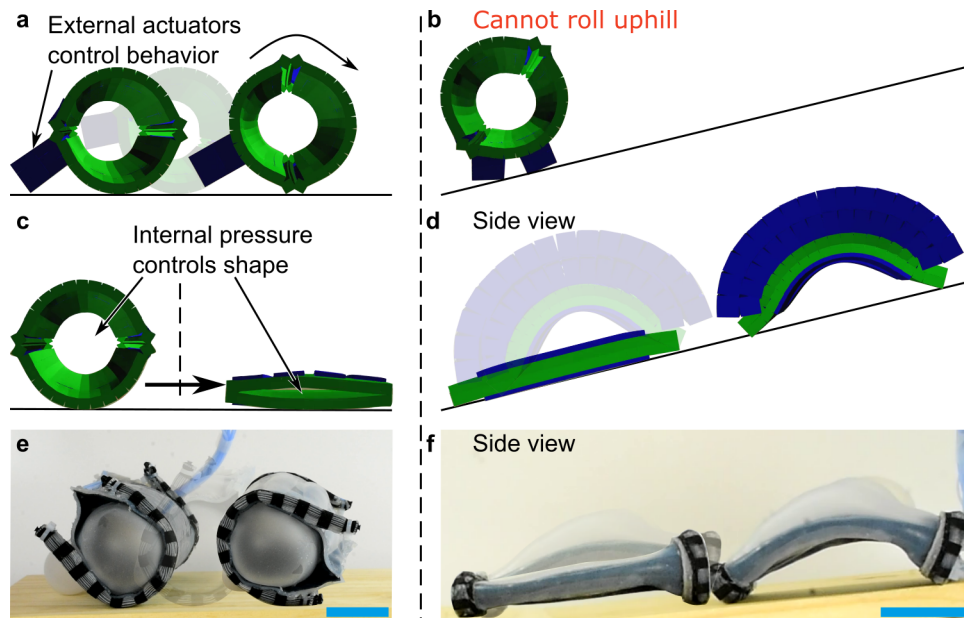 a
External actuators
control behavior
b
Cannot roll uphill
c
Internal pressure
controls shape
d
Side view
e
f
Side view